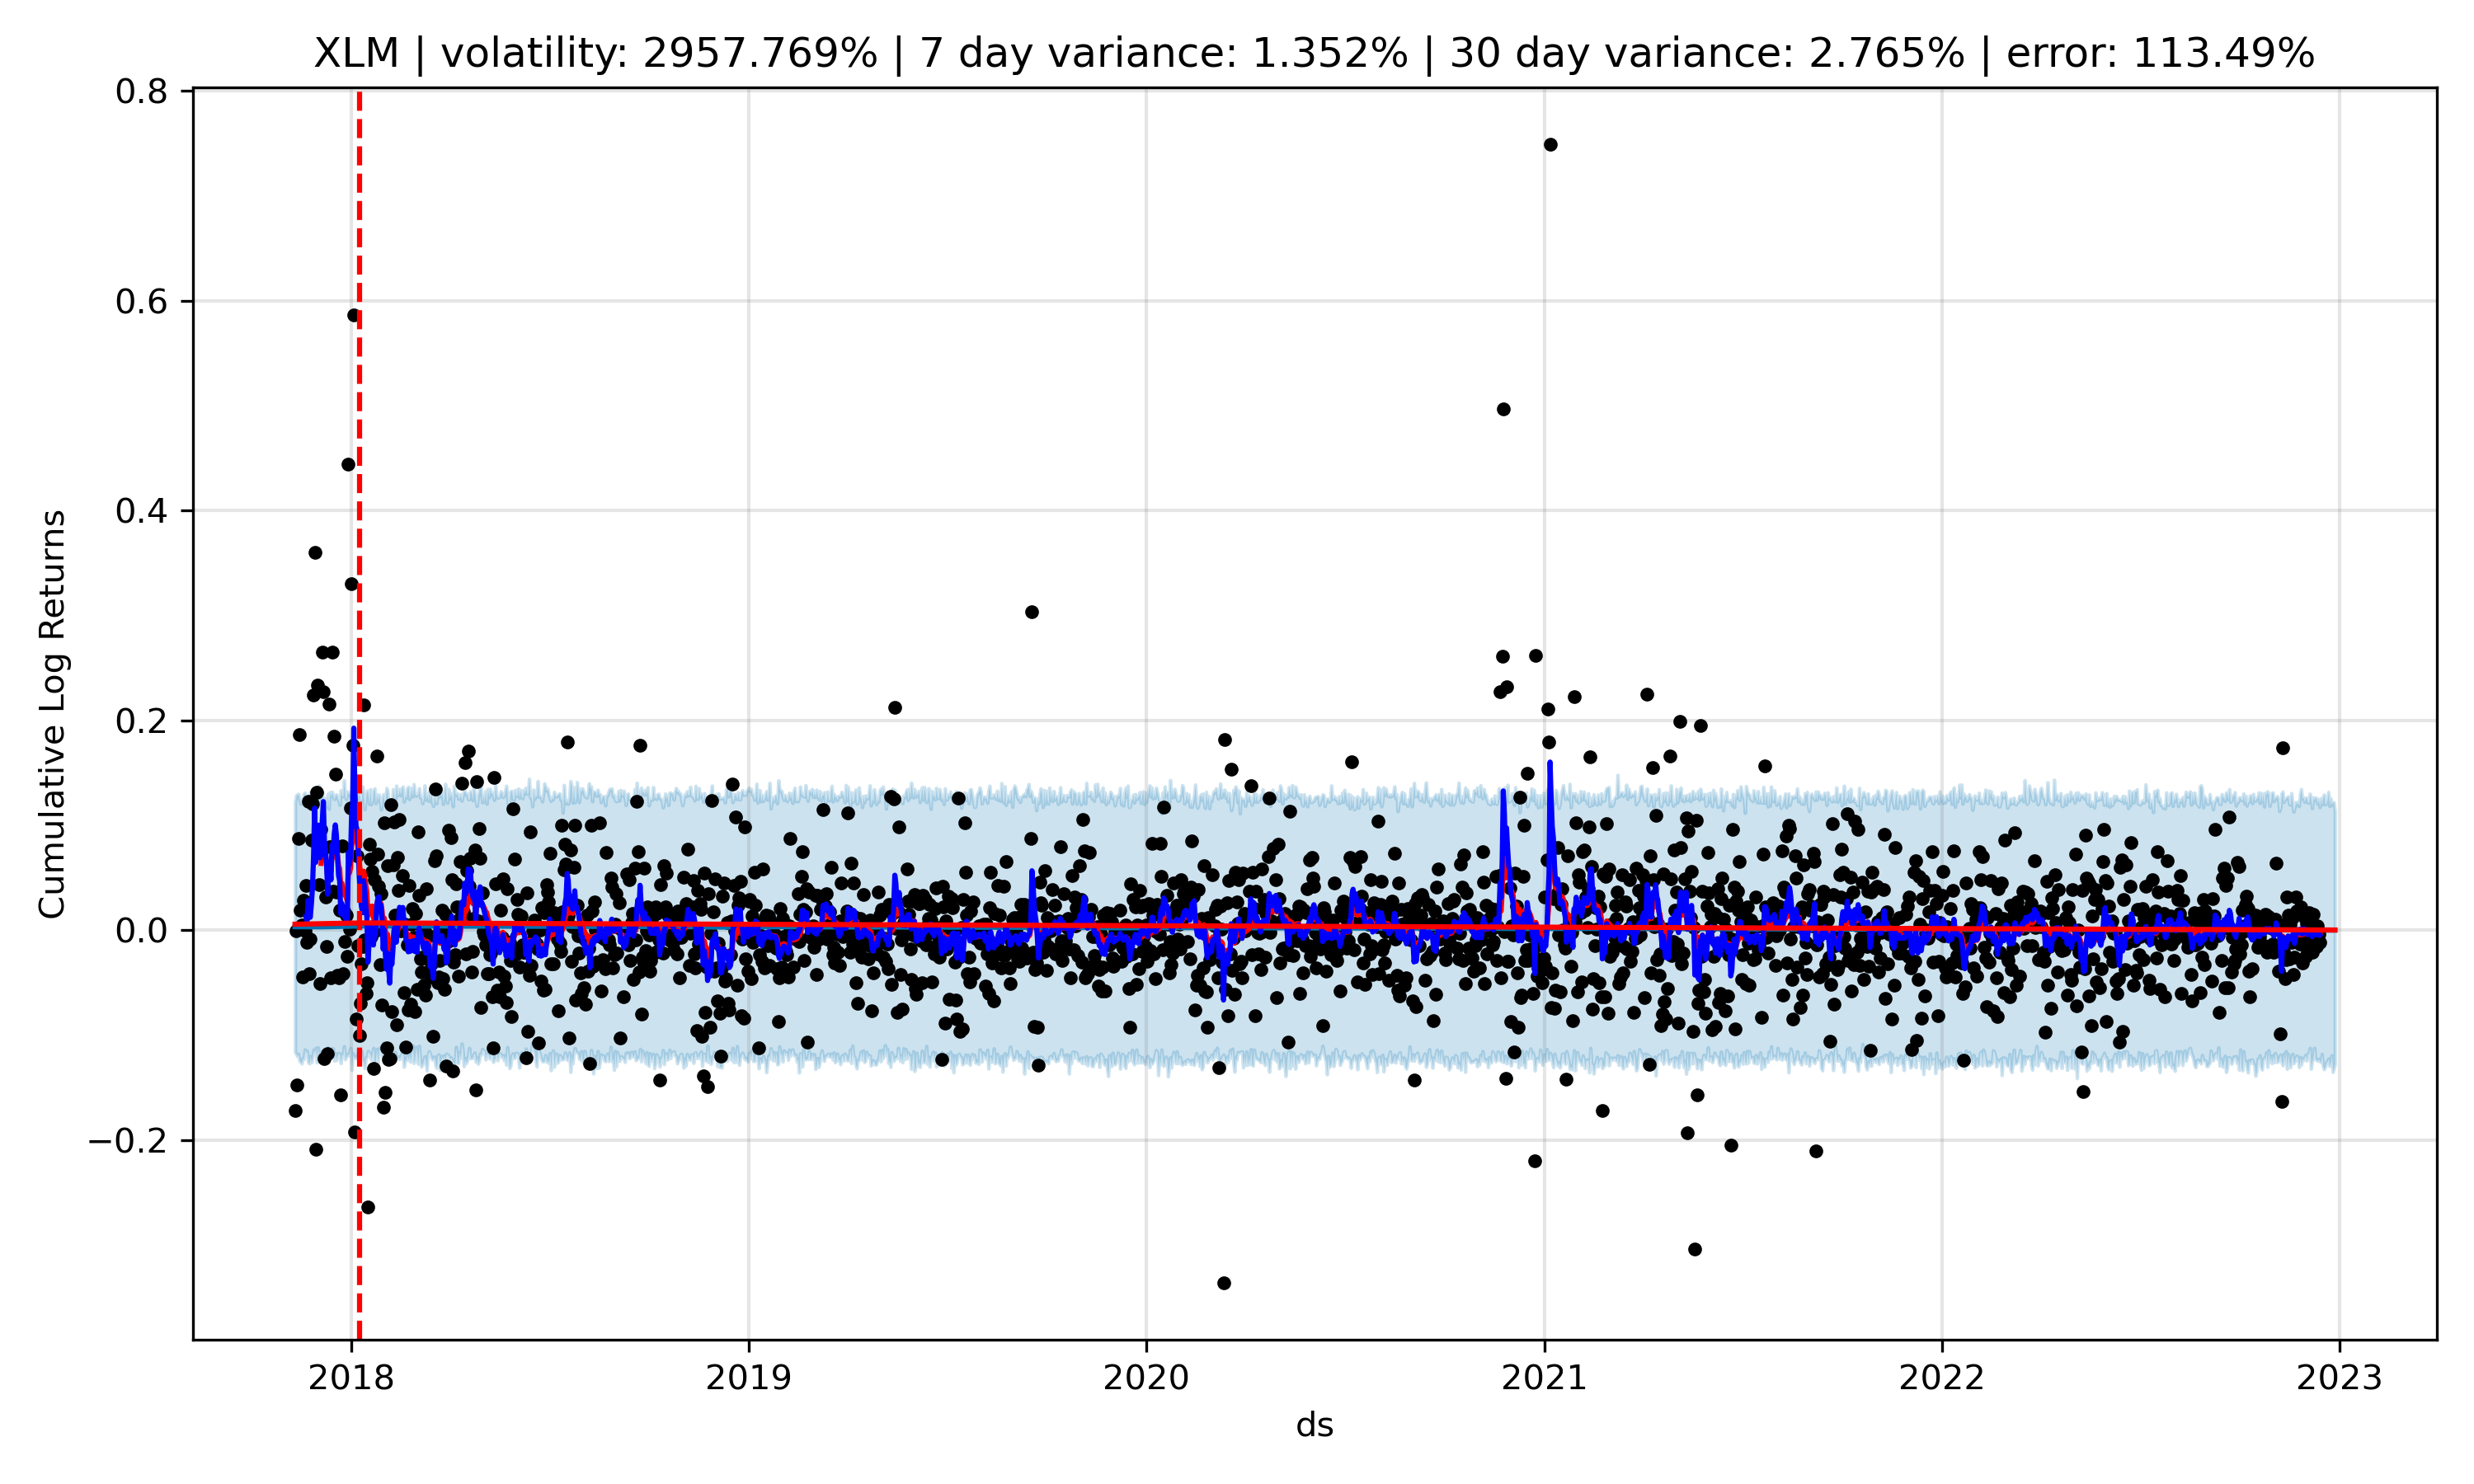 XLM | volatility: 2957.769% | 7 day variance: 1.352% | 30 day variance: 2.765% | error: 113.49%
0.8
0.6
0.4
0.2
0.0
−0.2
Cumulative Log Returns
2018 2019 2020 2021 2022 2023
ds